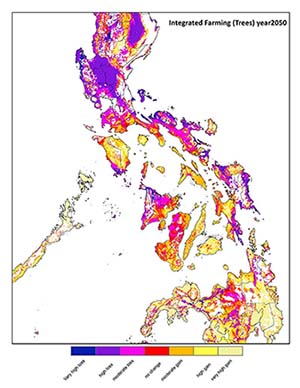 Integrated Farming (Trees) year2050
very high loss
high loss
moderate loss
no change
moderate gain
high gain
very high gain